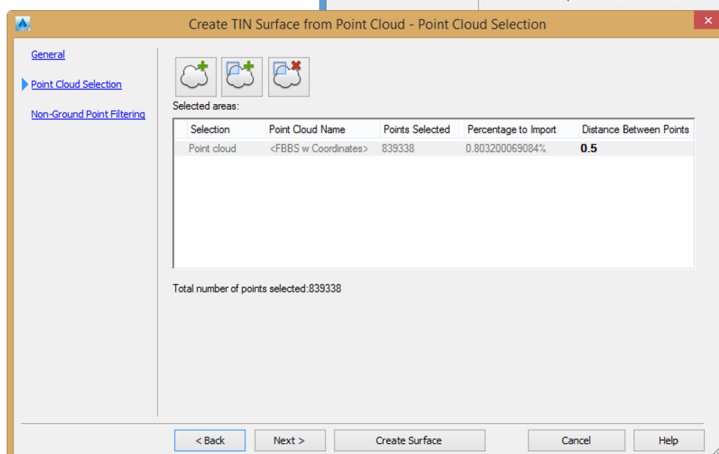 Create TIN Surface from Point Cloud - Point Cloud Selection
General
Point Cloud Selection
Non-Ground Point Filtering
Selected areas:
Selection Point Cloud Name Points Selected Percentage to Import Distance Between Points
Point cloud <FBBS w Coordinates> 839338 0.803200069084% 0.5
Total number of points selected:839338
< Back Next > Create Surface Cancel Help